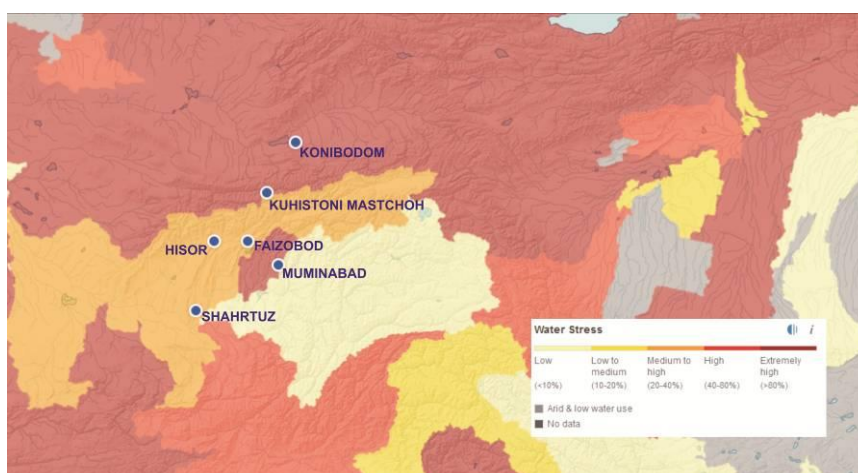 KONIBODOM
KUHISTONI MASTCHOH
HISOR
FAIZOBOD
MUMINABAD
SHAHRTUZ
Water Stress
i
Low
Low to
medium
Medium to
high
High
Extremely
high
(<10%)
(10-20%)
(20-40%)
(40-80%)
(>80%)
Arid & low water use
No data